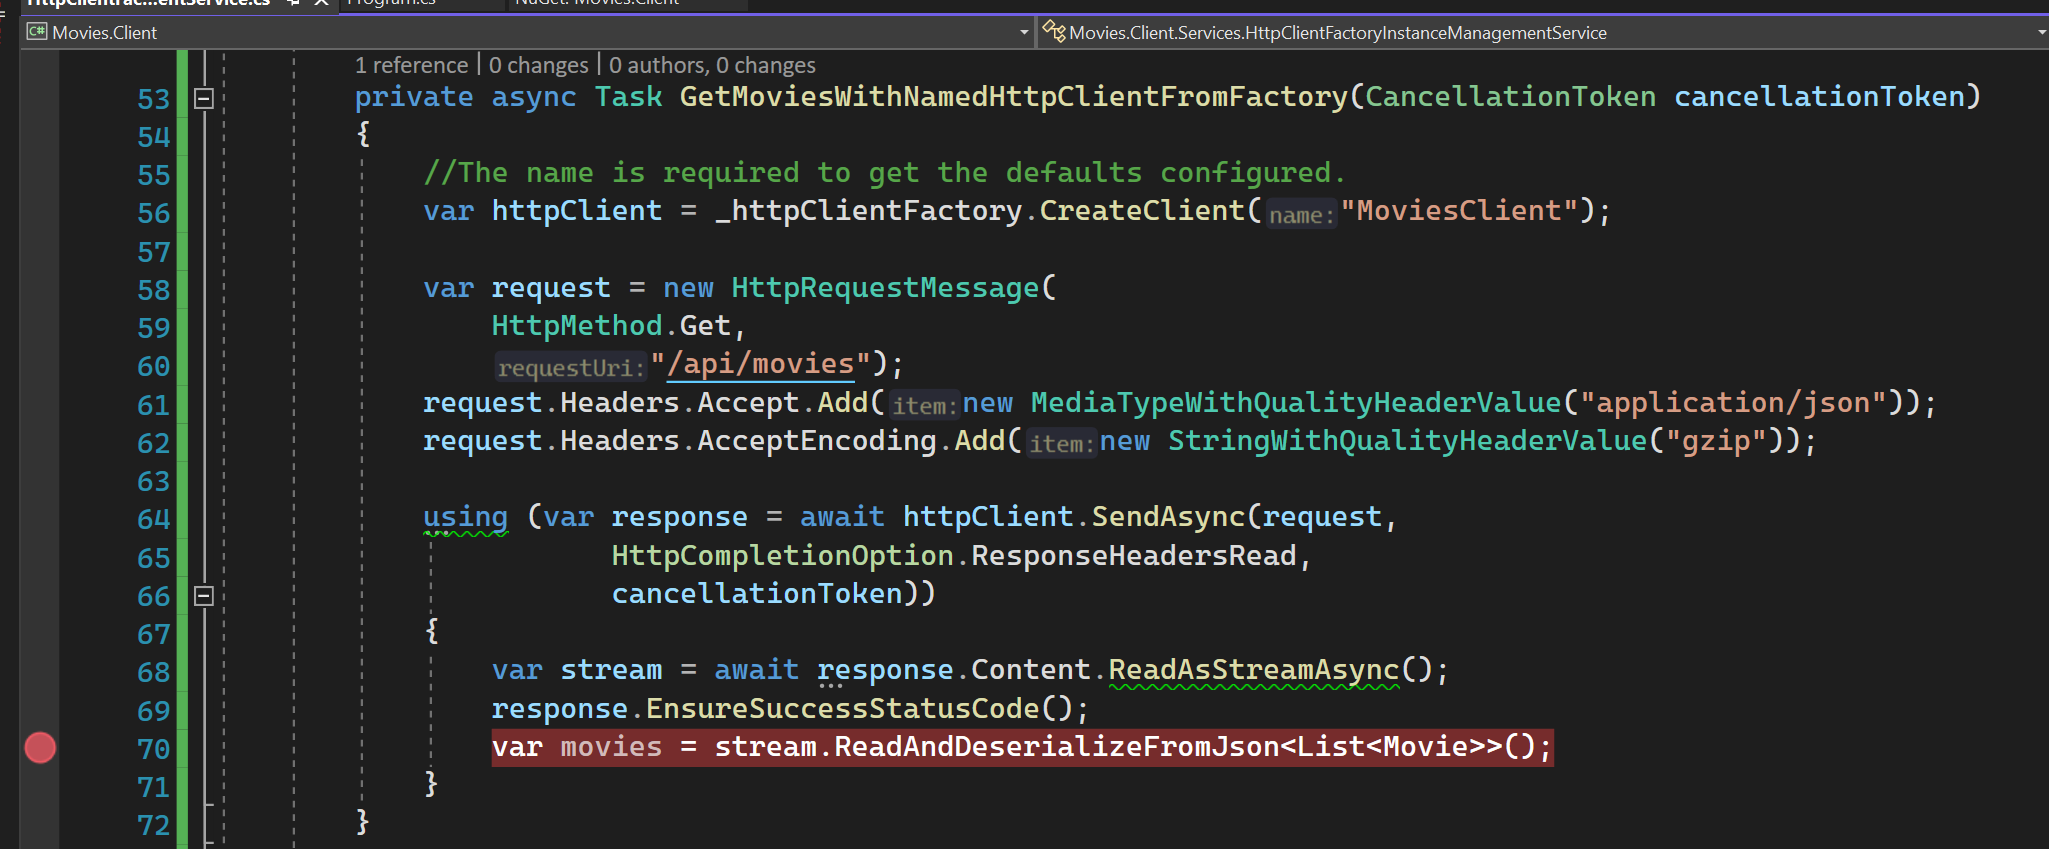 Program.cs
Movies.Client
Movies.Client.Services.HttpClientFactoryInstanceManagementService
1 reference | 0 changes | 0 authors, 0 changes
53 private async Task GetMoviesWithNamedHttpClientFromFactory(CancellationToken cancellationToken)
54 {
55 //The name is required to get the defaults configured.
56 var httpClient = _httpClientFactory.CreateClient(name:"MoviesClient");
57
58 var request = new HttpRequestMessage(
59 HttpMethod.Get,
60 requestUri:"/api/movies");
61 request.Headers.Accept.Add(item:new MediaTypeWithQualityHeaderValue("application/json"));
62 request.Headers.AcceptEncoding.Add(item:new StringWithQualityHeaderValue("gzip"));
63
64 using (var response = await httpClient.SendAsync(request,
65 HttpCompletionOption.ResponseHeadersRead,
66 cancellationToken))
67 {
68 var stream = await response.Content.ReadAsStreamAsync();
69 response.EnsureSuccessStatusCode();
70 var movies = stream.ReadAndDeserializeFromJson<List<Movie>>();
71 }
72 }